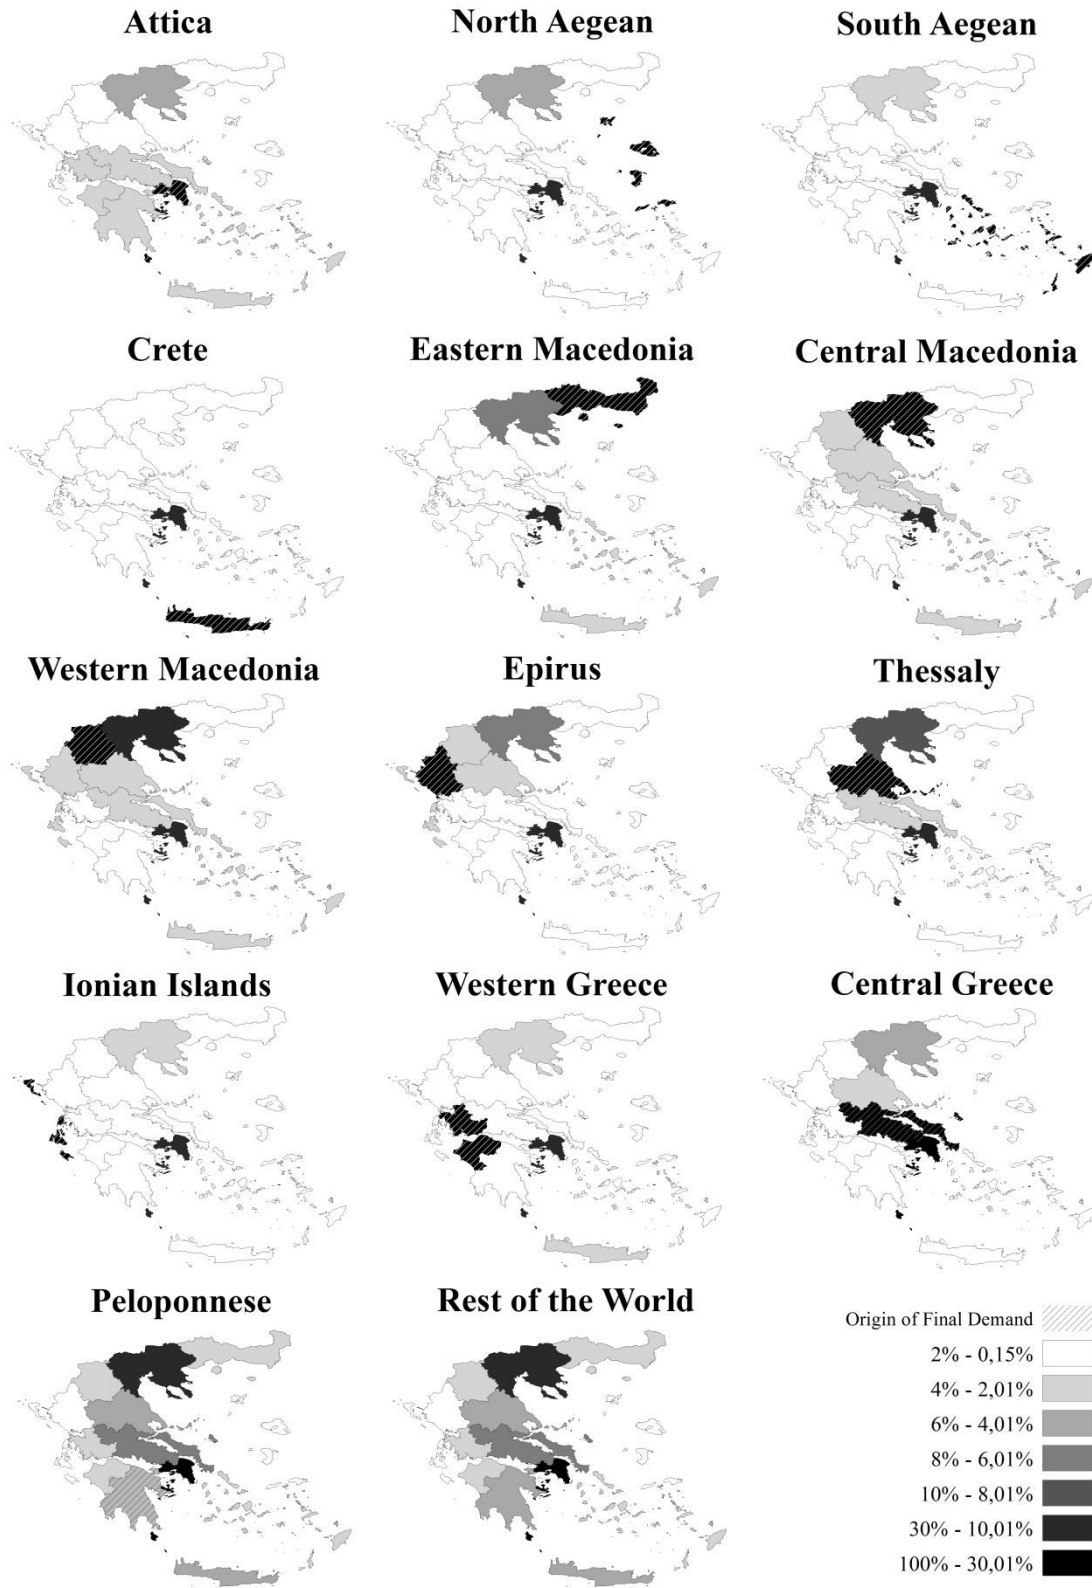 Attica
North Aegean
South Aegean
Crete
Eastern Macedonia
Central Macedonia
Western Macedonia
Epirus
Thessaly
Ionian Islands
Western Greece
Central Greece
Peloponnese
Rest of the World
Origin of Final Demand
2% - 0,15%
4% - 2,01%
6% - 4,01%
8% - 6,01%
10% - 8,01%
30% - 10,01%
100% - 30,01%